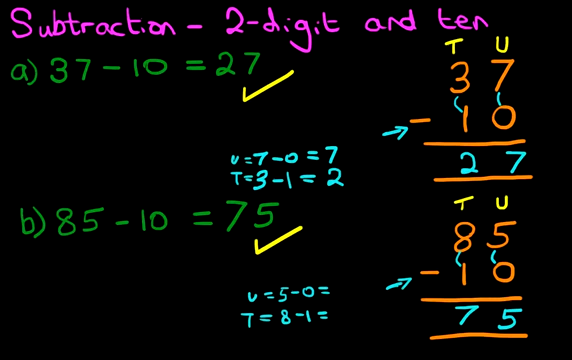 Subtraction - 2-digit and ten
a) 37 - 10 = 27
T U
3 7
- 1 0
2 7
U = 7 - 0 = 7
T = 3 - 1 = 2
b) 85 - 10 = 75
T U
8 5
- 1 0
7 5
U = 5 - 0 =
T = 8 - 1 =